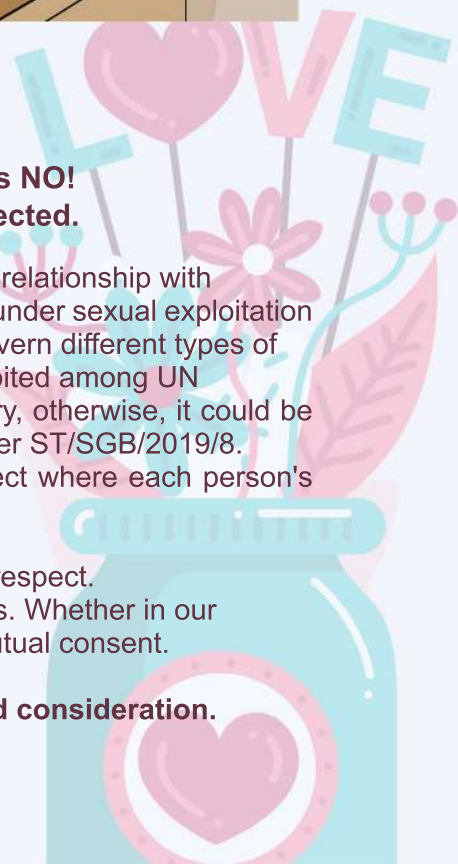 LOVE
s NO!
ected.
relationship with
under sexual exploitation
vern different types of
bited among UN
ry, otherwise, it could be
er ST/SGB/2019/8.
ect where each person's
respect.
s. Whether in our
utual consent.
d consideration.